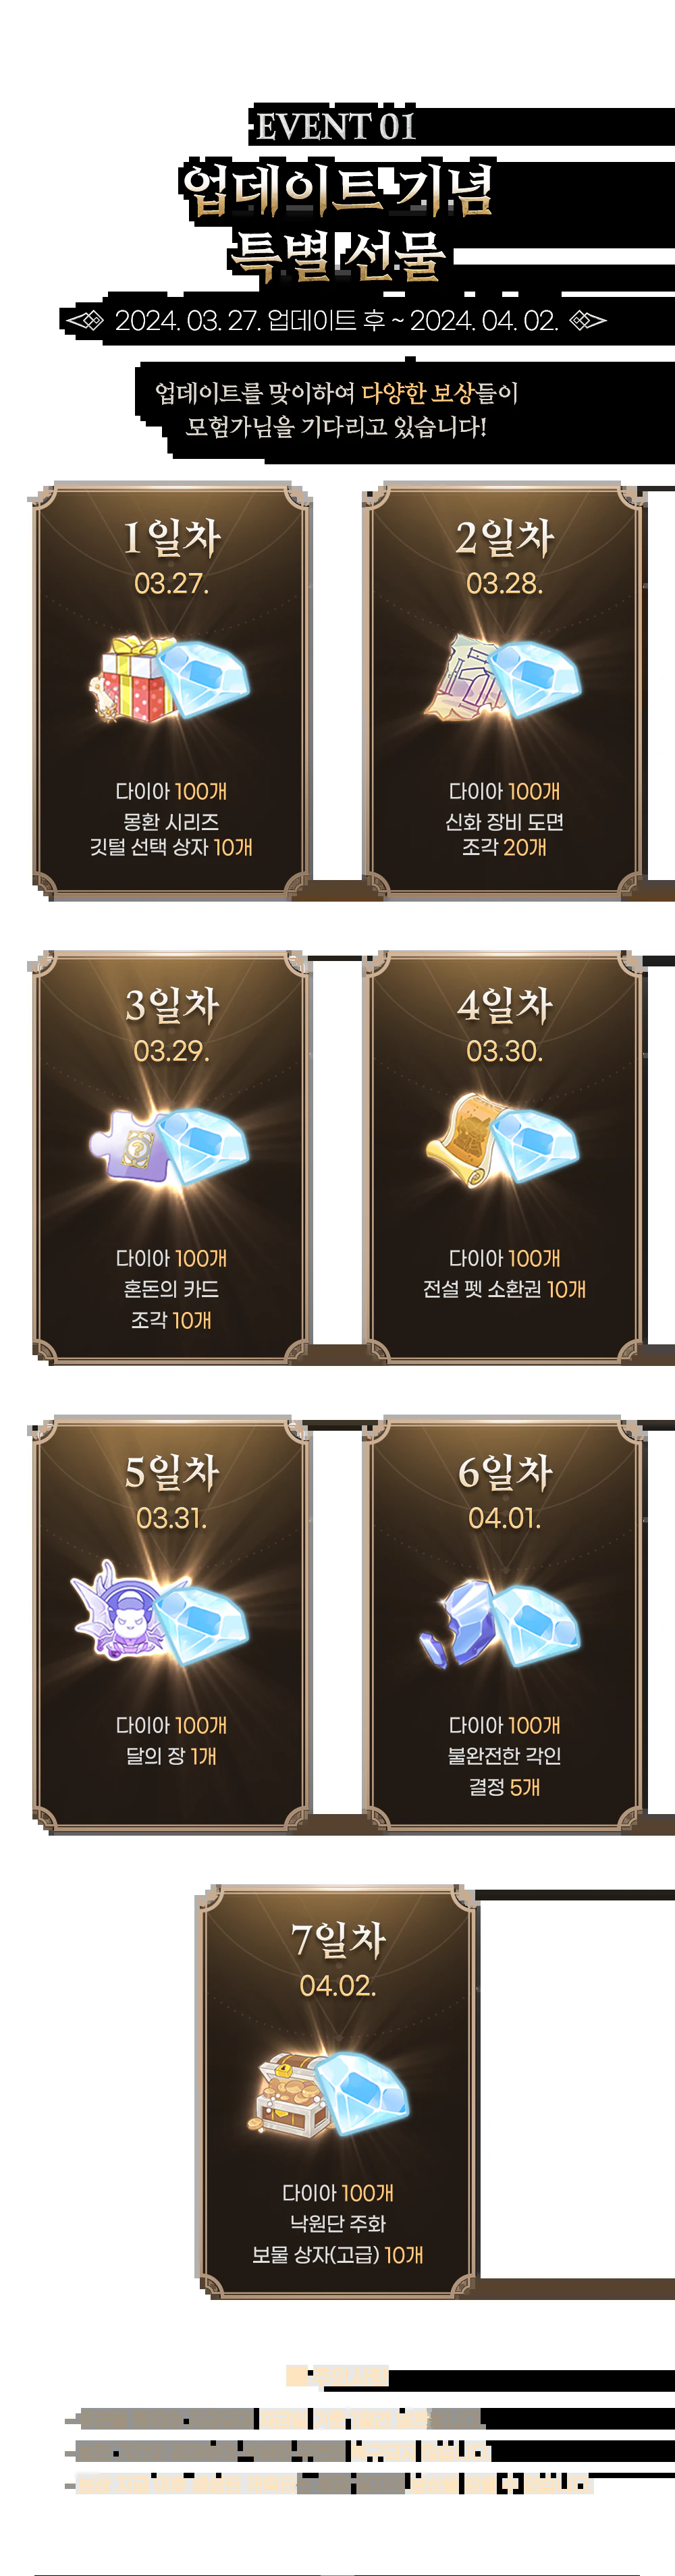 EVENT 01
업데이트 기념
특별 선물
2024. 03. 27. 업데이트 후 ~ 2024. 04. 02.
업데이트를 맞이하여 다양한 보상들이
모험가님을 기다리고 있습니다!
1일차
03.27.
다이아 100개
몽환 시리즈
깃털 선택 상자 10개
2일차
03.28.
다이아 100개
신화 장비 도면
조각 20개
3일차
03.29.
다이아 100개
혼돈의 카드
조각 10개
4일차
03.30.
다이아 100개
전설 펫 소환권 10개
5일차
03.31.
다이아 100개
달의 장 1개
6일차
04.01.
다이아 100개
불완전한 각인
결정 5개
7일차
04.02.
다이아 100개
낙원단 주화
보물 상자(고급) 10개